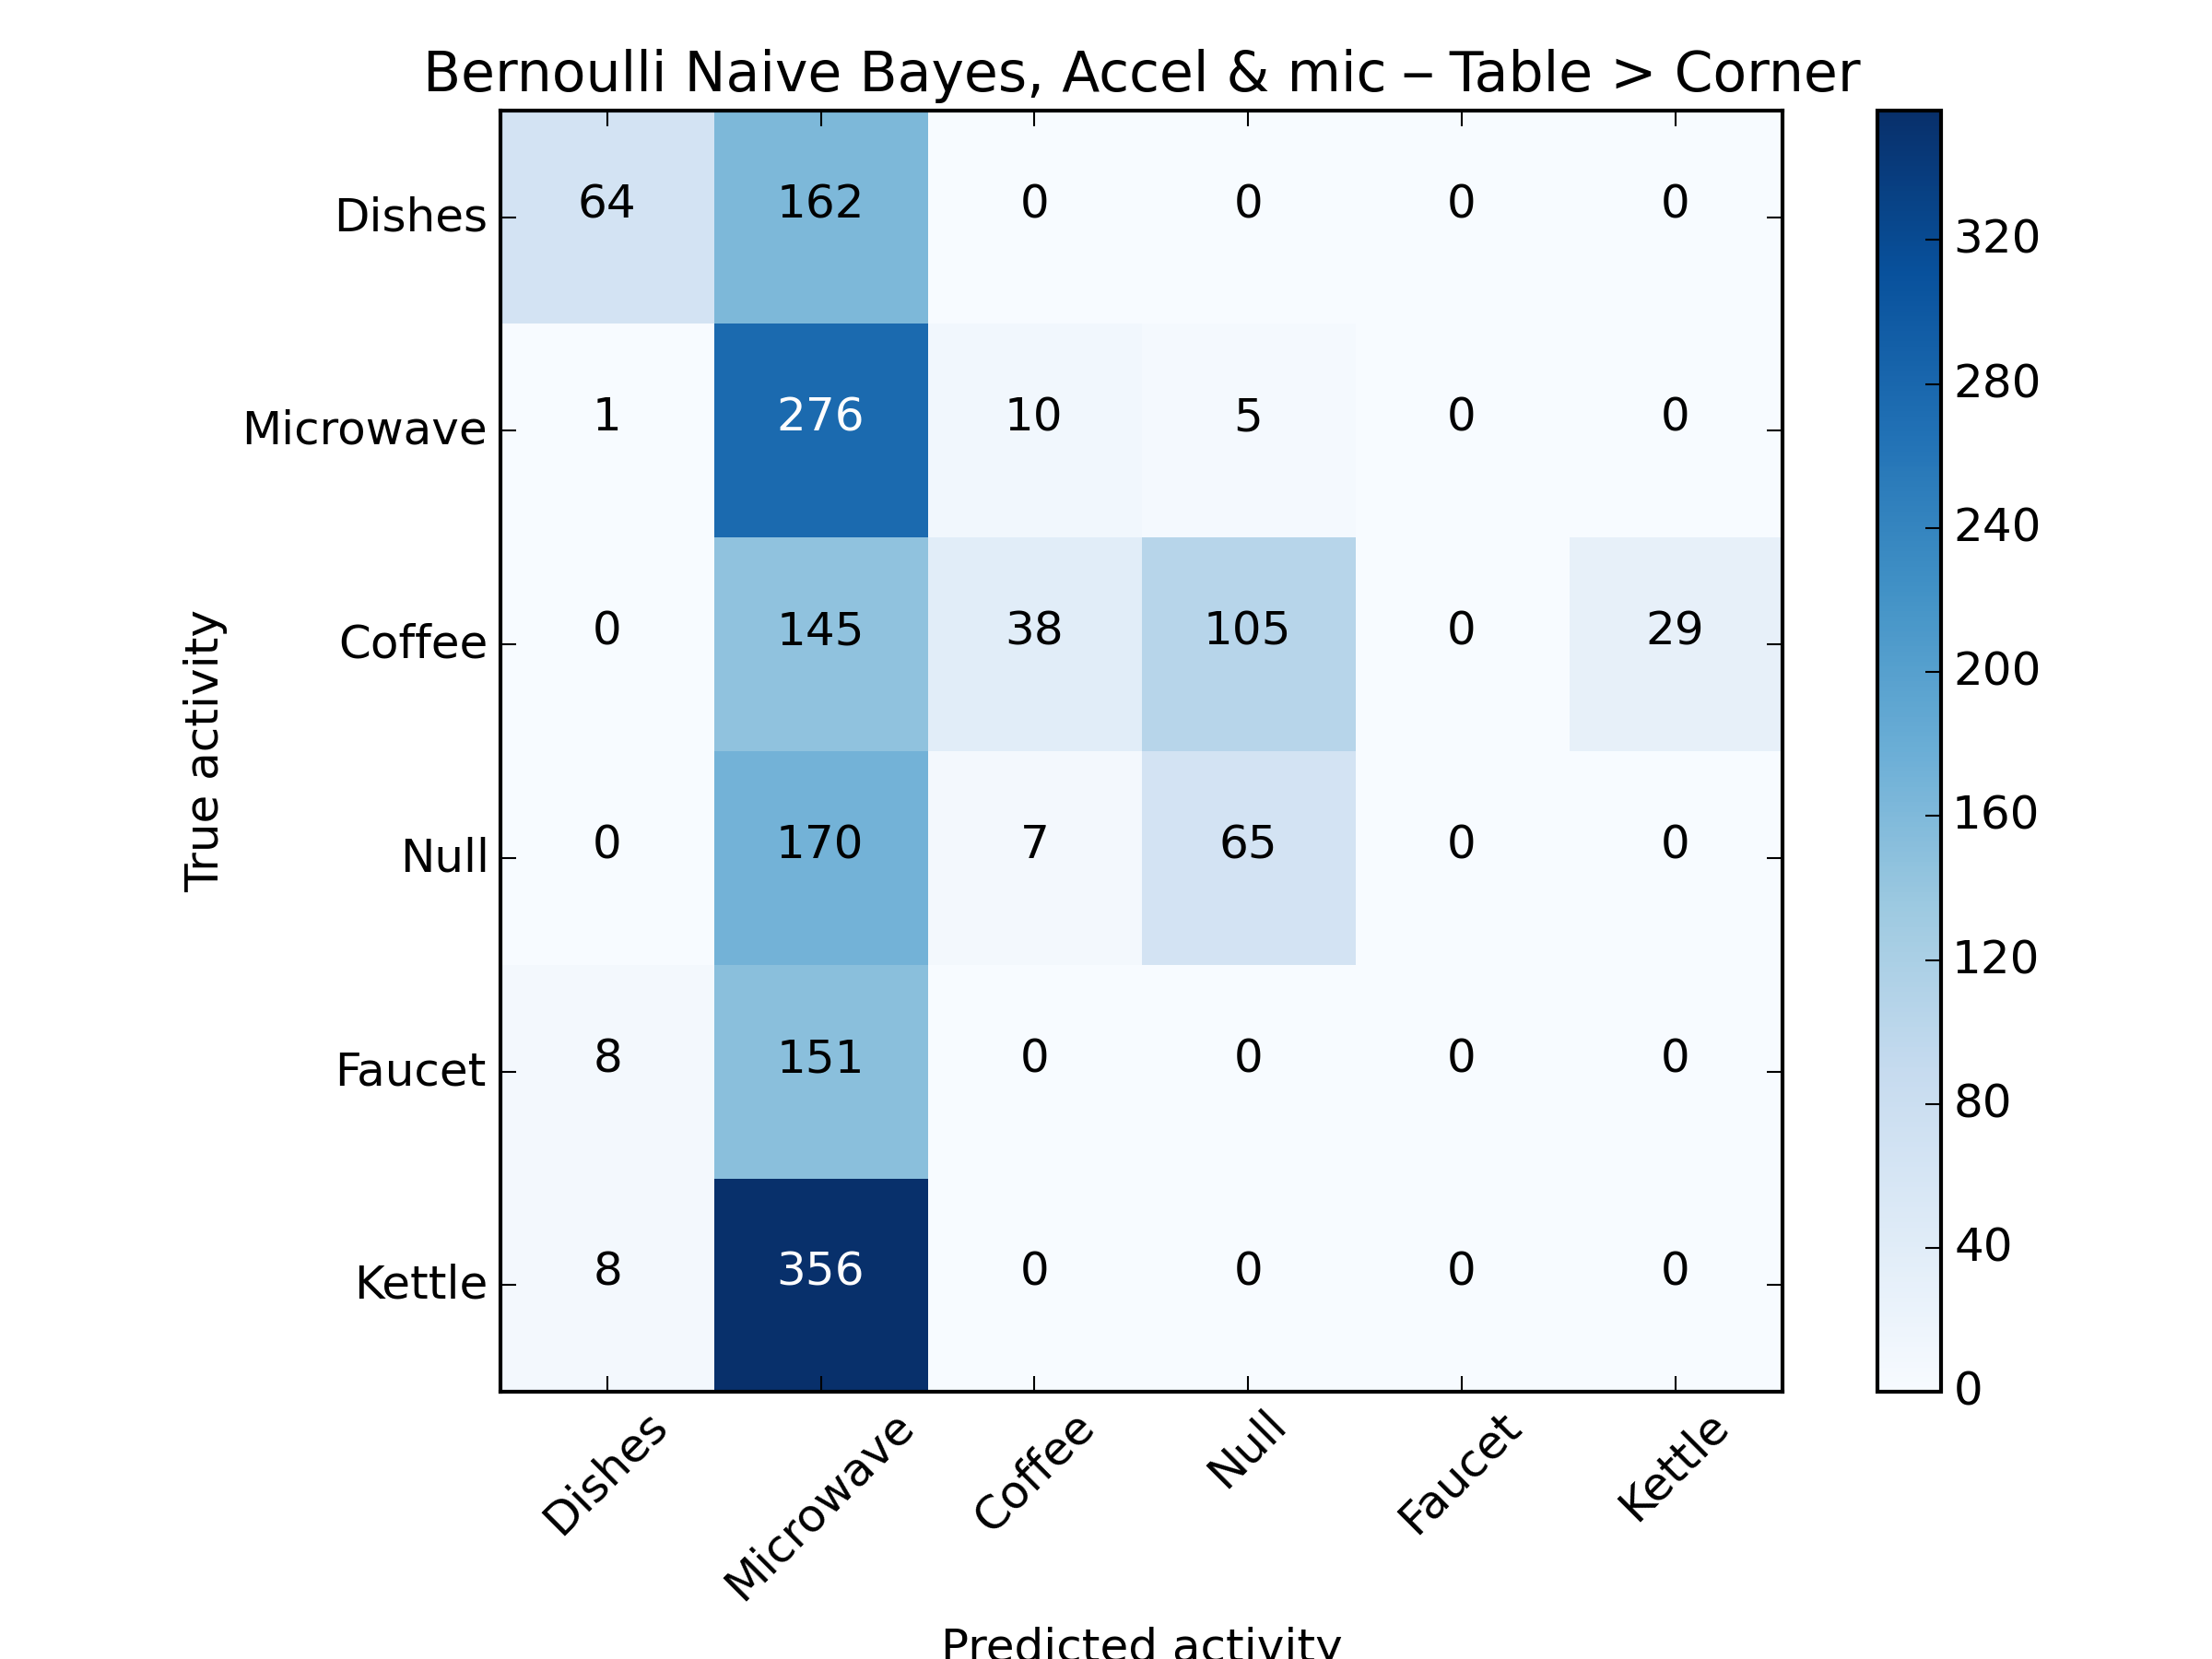 Bernoulli Naive Bayes, Accel & mic – Table > Corner
Dishes 64 162 0 0 0 0
Microwave 1 276 10 5 0 0
Coffee 0 145 38 105 0 29
Null 0 170 7 65 0 0
Faucet 8 151 0 0 0 0
Kettle 8 356 0 0 0 0
True activity
Dishes Microwave Coffee Null Faucet Kettle
Predicted activity
320
280
240
200
160
120
80
40
0